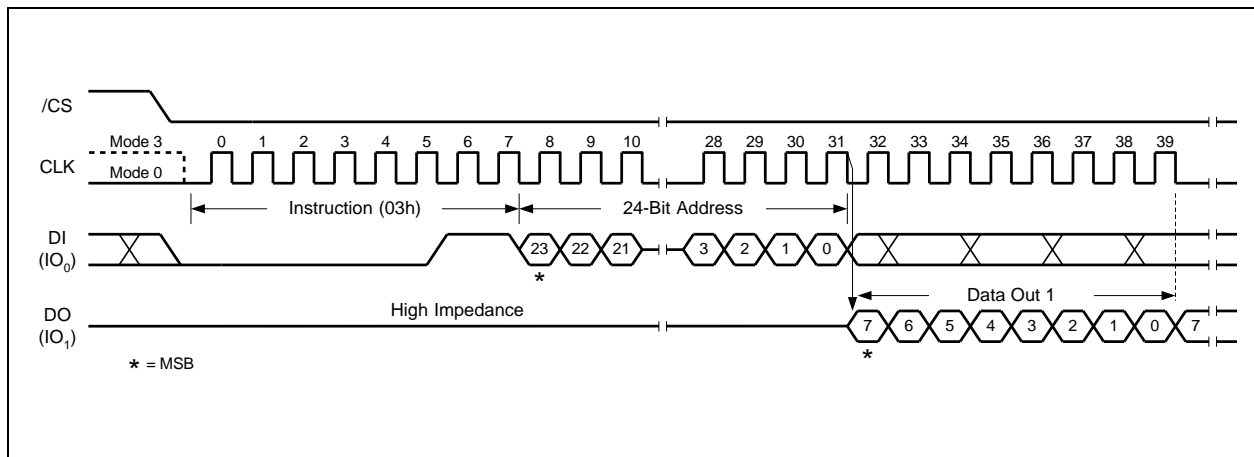 /CS
Mode 3 0 1 2 3 4 5 6 7 8 9 10 28 29 30 31 32 33 34 35 36 37 38 39
CLK Mode 0
Instruction (03h) 24-Bit Address
DI
(IO0) 23 22 21 3 2 1 0
*
High Impedance Data Out 1
DO
(IO1) 7 6 5 4 3 2 1 0 7
*
* = MSB